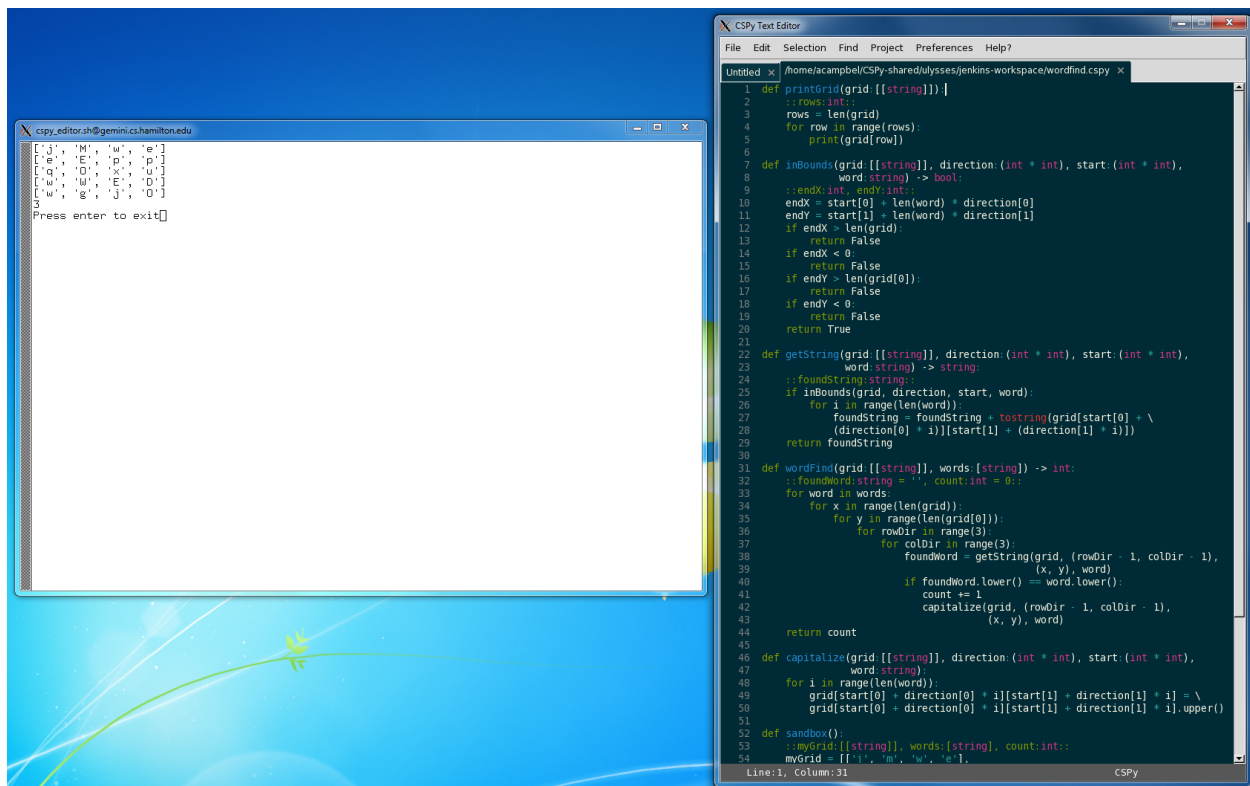 cspy_editor.sh@gemini.cs.hamilton.edu
['j', 'M', 'w', 'e']
['e', 'E', 'p', 'p']
['q', 'O', 'x', 'u']
['w', 'W', 'E', 'D']
['w', 'g', 'j', 'O']
3
Press enter to exit
CSPy Text Editor
File Edit Selection Find Project Preferences Help?
Untitled × /home/acampbel/CSPy-shared/ulysses/jenkins-workspace/wordfind.cspy ×
1 def printGrid(grid:[[string]]):
2     ::rows:int::
3     rows = len(grid)
4     for row in range(rows):
5         print(grid[row])
6
7 def inBounds(grid:[[string]], direction:(int * int), start:(int * int),
8              word:string) -> bool:
9     ::endX:int, endY:int::
10     endX = start[0] + len(word) * direction[0]
11     endY = start[1] + len(word) * direction[1]
12     if endX > len(grid):
13         return False
14     if endX < 0:
15         return False
16     if endY > len(grid[0]):
17         return False
18     if endY < 0:
19         return False
20     return True
21
22 def getString(grid:[[string]], direction:(int * int), start:(int * int),
23               word:string) -> string:
24     ::foundString:string::
25     if inBounds(grid, direction, start, word):
26         for i in range(len(word)):
27             foundString = foundString + tostring(grid[start[0] + \
28             (direction[0] * i)][start[1] + (direction[1] * i)])
29     return foundString
30
31 def wordFind(grid:[[string]], words:[string]) -> int:
32     ::foundWord:string = '', count:int = 0::
33     for word in words:
34         for x in range(len(grid)):
35             for y in range(len(grid[0])):
36                 for rowDir in range(3):
37                     for colDir in range(3):
38                         foundWord = getString(grid, (rowDir - 1, colDir - 1),
39                                               (x, y), word)
40                         if foundWord.lower() == word.lower():
41                            count += 1
42                            capitalize(grid, (rowDir - 1, colDir - 1),
43                                       (x, y), word)
44     return count
45
46 def capitalize(grid:[[string]], direction:(int * int), start:(int * int),
47                word:string):
48     for i in range(len(word)):
49         grid[start[0] + direction[0] * i][start[1] + direction[1] * i] = \
50         grid[start[0] + direction[0] * i][start[1] + direction[1] * i].upper()
51
52 def sandbox():
53     ::myGrid:[[string]], words:[string], count:int::
54     myGrid = [['j', 'm', 'w', 'e'],
Line:1, Column:31 CSPy